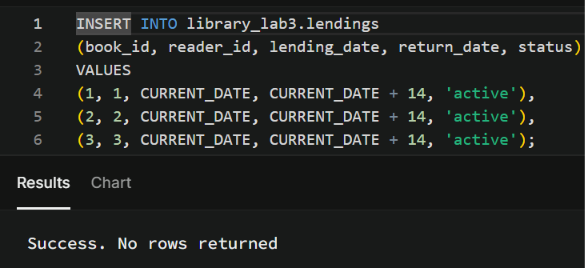 1 INSERT INTO library_lab3.lendings
2 (book_id, reader_id, lending_date, return_date, status)
3 VALUES
4 (1, 1, CURRENT_DATE, CURRENT_DATE + 14, 'active'),
5 (2, 2, CURRENT_DATE, CURRENT_DATE + 14, 'active'),
6 (3, 3, CURRENT_DATE, CURRENT_DATE + 14, 'active');
Results Chart
Success. No rows returned